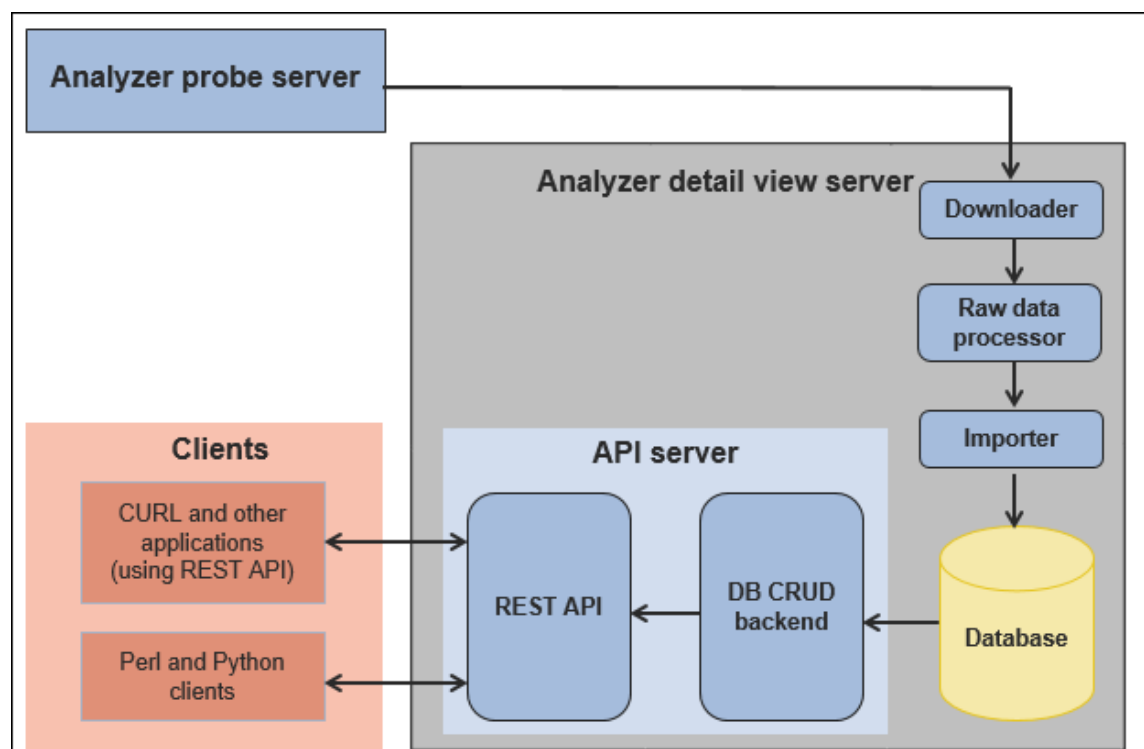 Analyzer probe server
Analyzer detail view server
Downloader
Raw data
processor
Importer
Clients
API server
CURL and other
applications
(using REST API)
REST API
DB CRUD
backend
Database
Perl and Python
clients